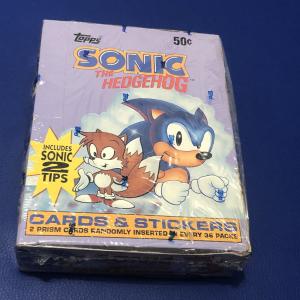 Topps
50¢
SONIC
THE
HEDGEHOG™
INCLUDES
SONIC
2
TIPS
CARDS & STICKERS
2 PRISM CARDS RANDOMLY INSERTED IN EVERY 36 PACKS